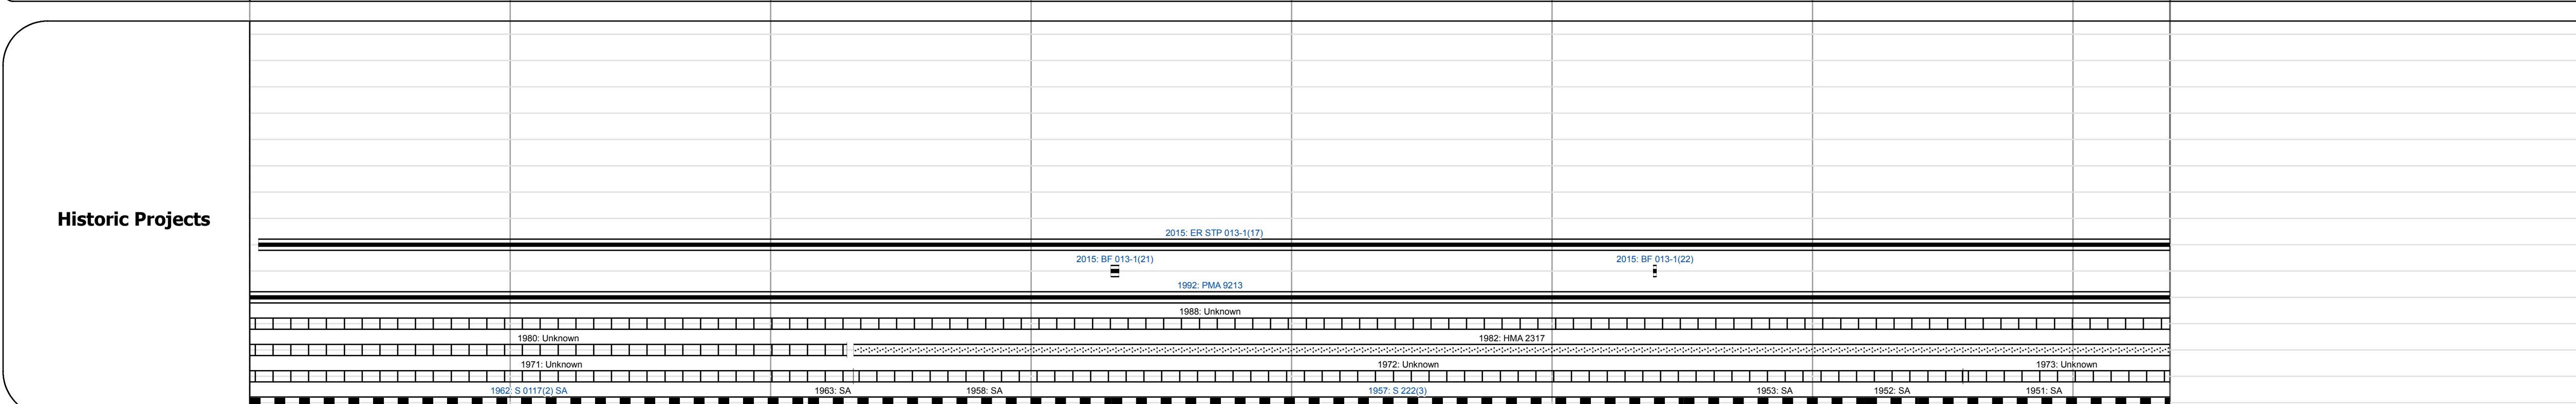 Historic Projects
2015: ER STP 013-1(17)
2015: BF 013-1(21) 2015: BF 013-1(22)
1992: PMA 9213
1988: Unknown
1980: Unknown 1982: HMA 2317
1971: Unknown 1972: Unknown 1973: Unknown
1962: S 0117(2) SA 1963: SA 1958: SA 1957: S 222(3) 1953: SA 1952: SA 1951: SA